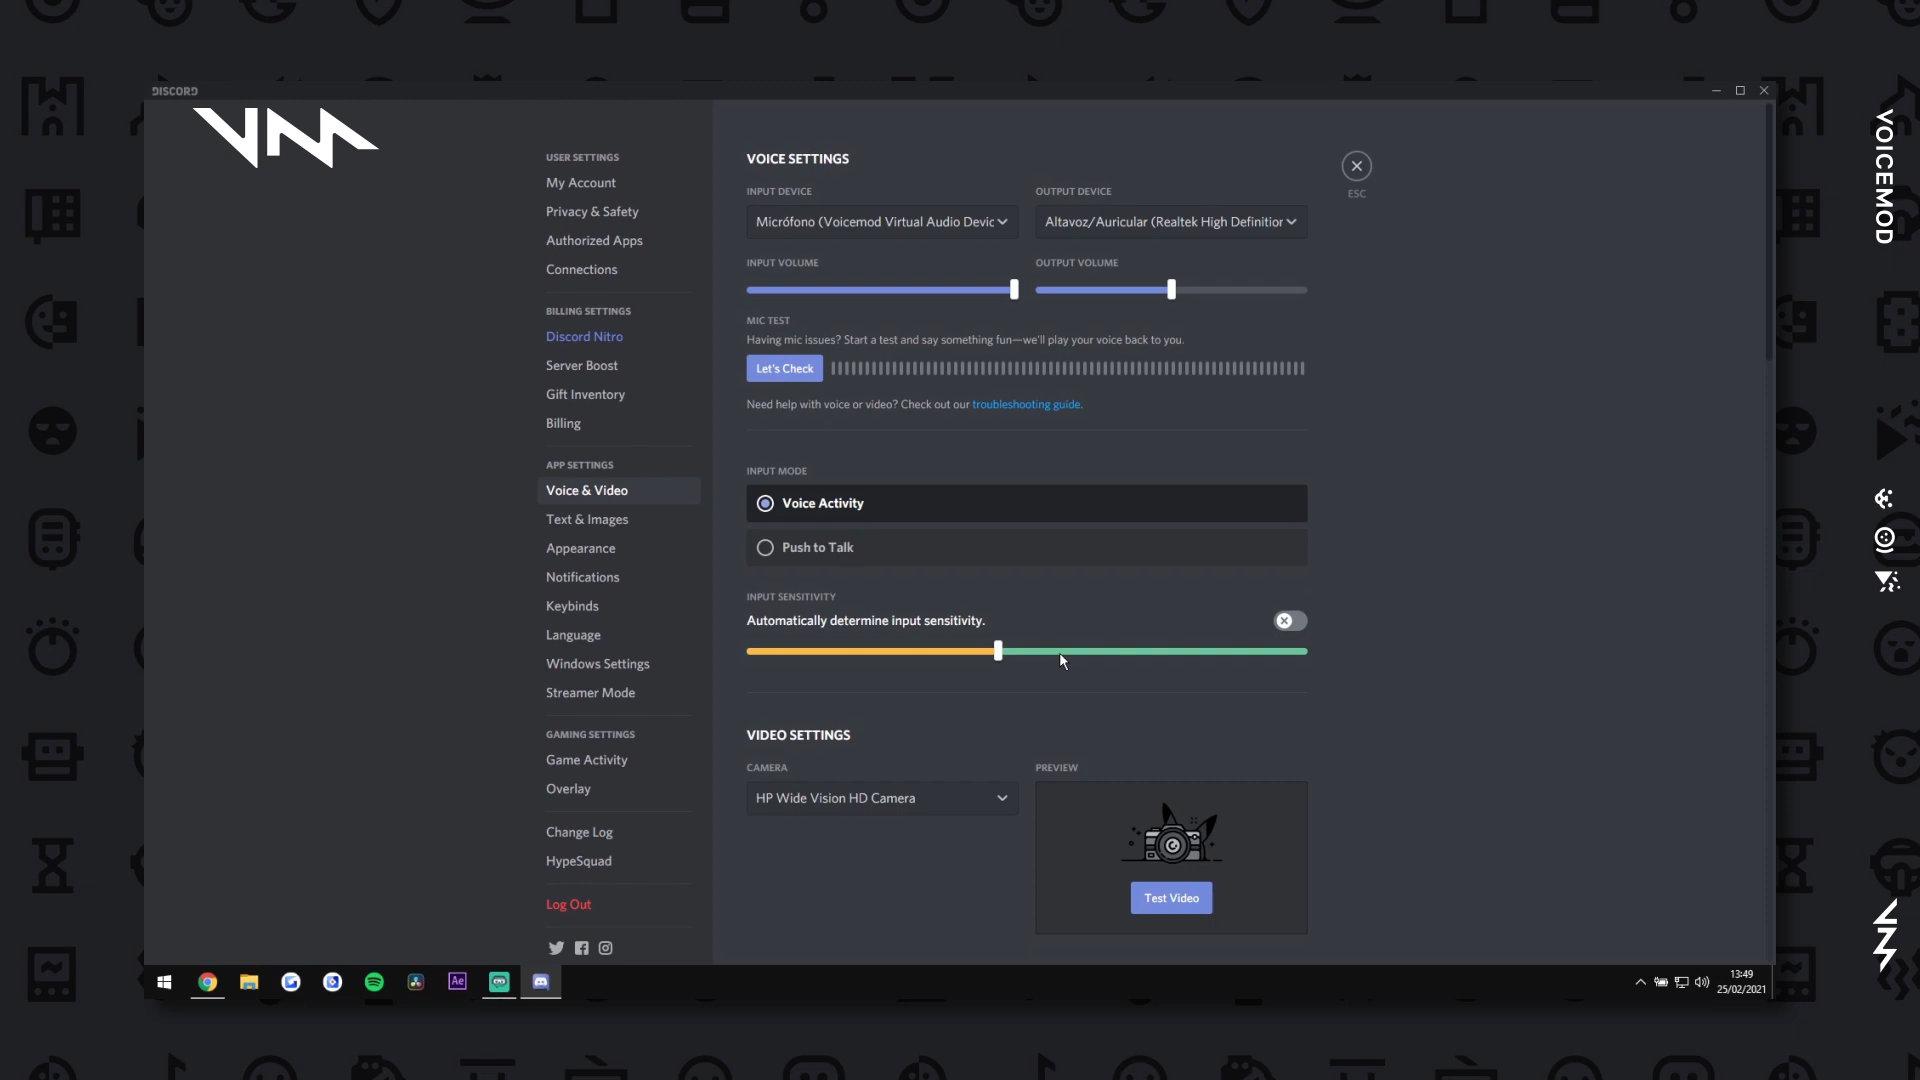 DISCORD
VM
USER SETTINGS
My Account
Privacy & Safety
Authorized Apps
Connections
BILLING SETTINGS
Discord Nitro
Server Boost
Gift Inventory
Billing
APP SETTINGS
Voice & Video
Text & Images
Appearance
Notifications
Keybinds
Language
Windows Settings
Streamer Mode
GAMING SETTINGS
Game Activity
Overlay
Change Log
HypeSquad
Log Out
VOICE SETTINGS
INPUT DEVICE
Micrófono (Voicemod Virtual Audio Devic
OUTPUT DEVICE
Altavoz/Auricular (Realtek High Definitior
INPUT VOLUME
OUTPUT VOLUME
MIC TEST
Having mic issues? Start a test and say something fun—we'll play your voice back to you.
Let's Check
Need help with voice or video? Check out our troubleshooting guide.
INPUT MODE
Voice Activity
Push to Talk
INPUT SENSITIVITY
Automatically determine input sensitivity.
VIDEO SETTINGS
CAMERA
HP Wide Vision HD Camera
PREVIEW
Test Video
ESC
VOICEMOD
Ae
13:49
25/02/2021